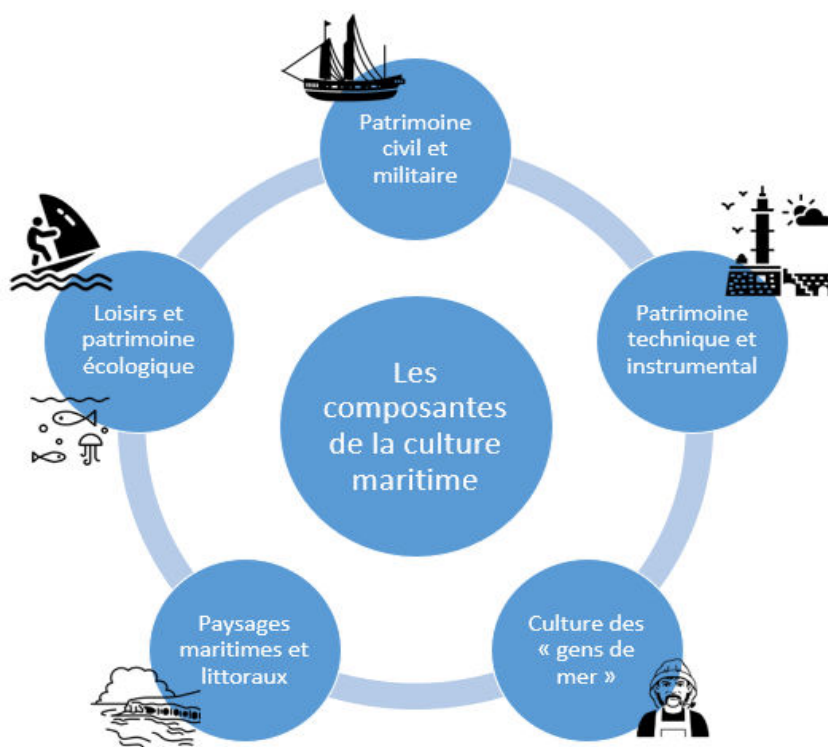 Patrimoine
civil et
militaire
Loisirs et
patrimoine
écologique
Patrimoine
technique et
instrumental
Les
composantes
de la culture
maritime
Paysages
maritimes et
littoraux
Culture des
« gens de
mer »